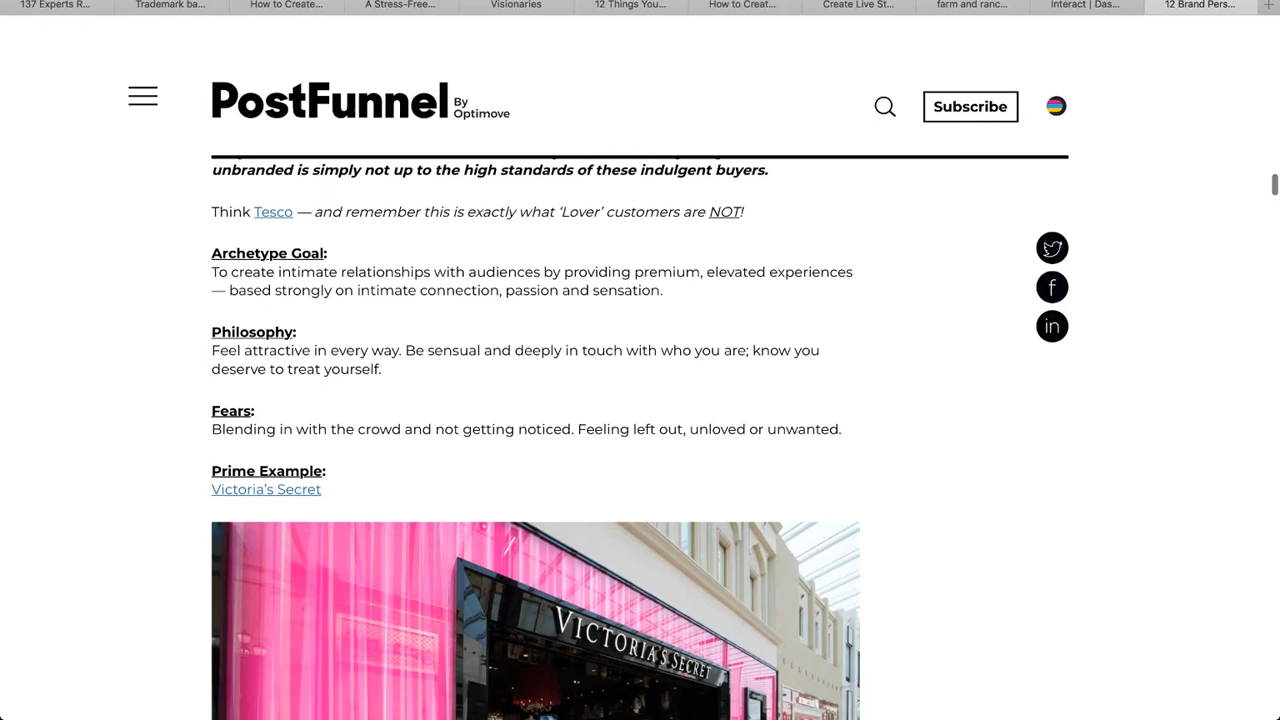 137 Experts R...
Trademark ba...
How to Create...
A Stress-Free...
Visionaries
12 Things You...
How to Creat...
Create Live St...
farm and ranc...
Interact | Das...
12 Brand Pers...
PostFunnel By
Optimove
Subscribe
unbranded is simply not up to the high standards of these indulgent buyers.
Think Tesco — and remember this is exactly what ‘Lover’ customers are NOT!
Archetype Goal:
To create intimate relationships with audiences by providing premium, elevated experiences
— based strongly on intimate connection, passion and sensation.
Philosophy:
Feel attractive in every way. Be sensual and deeply in touch with who you are; know you
deserve to treat yourself.
Fears:
Blending in with the crowd and not getting noticed. Feeling left out, unloved or unwanted.
Prime Example:
Victoria’s Secret
VICTORIA'S SECRET